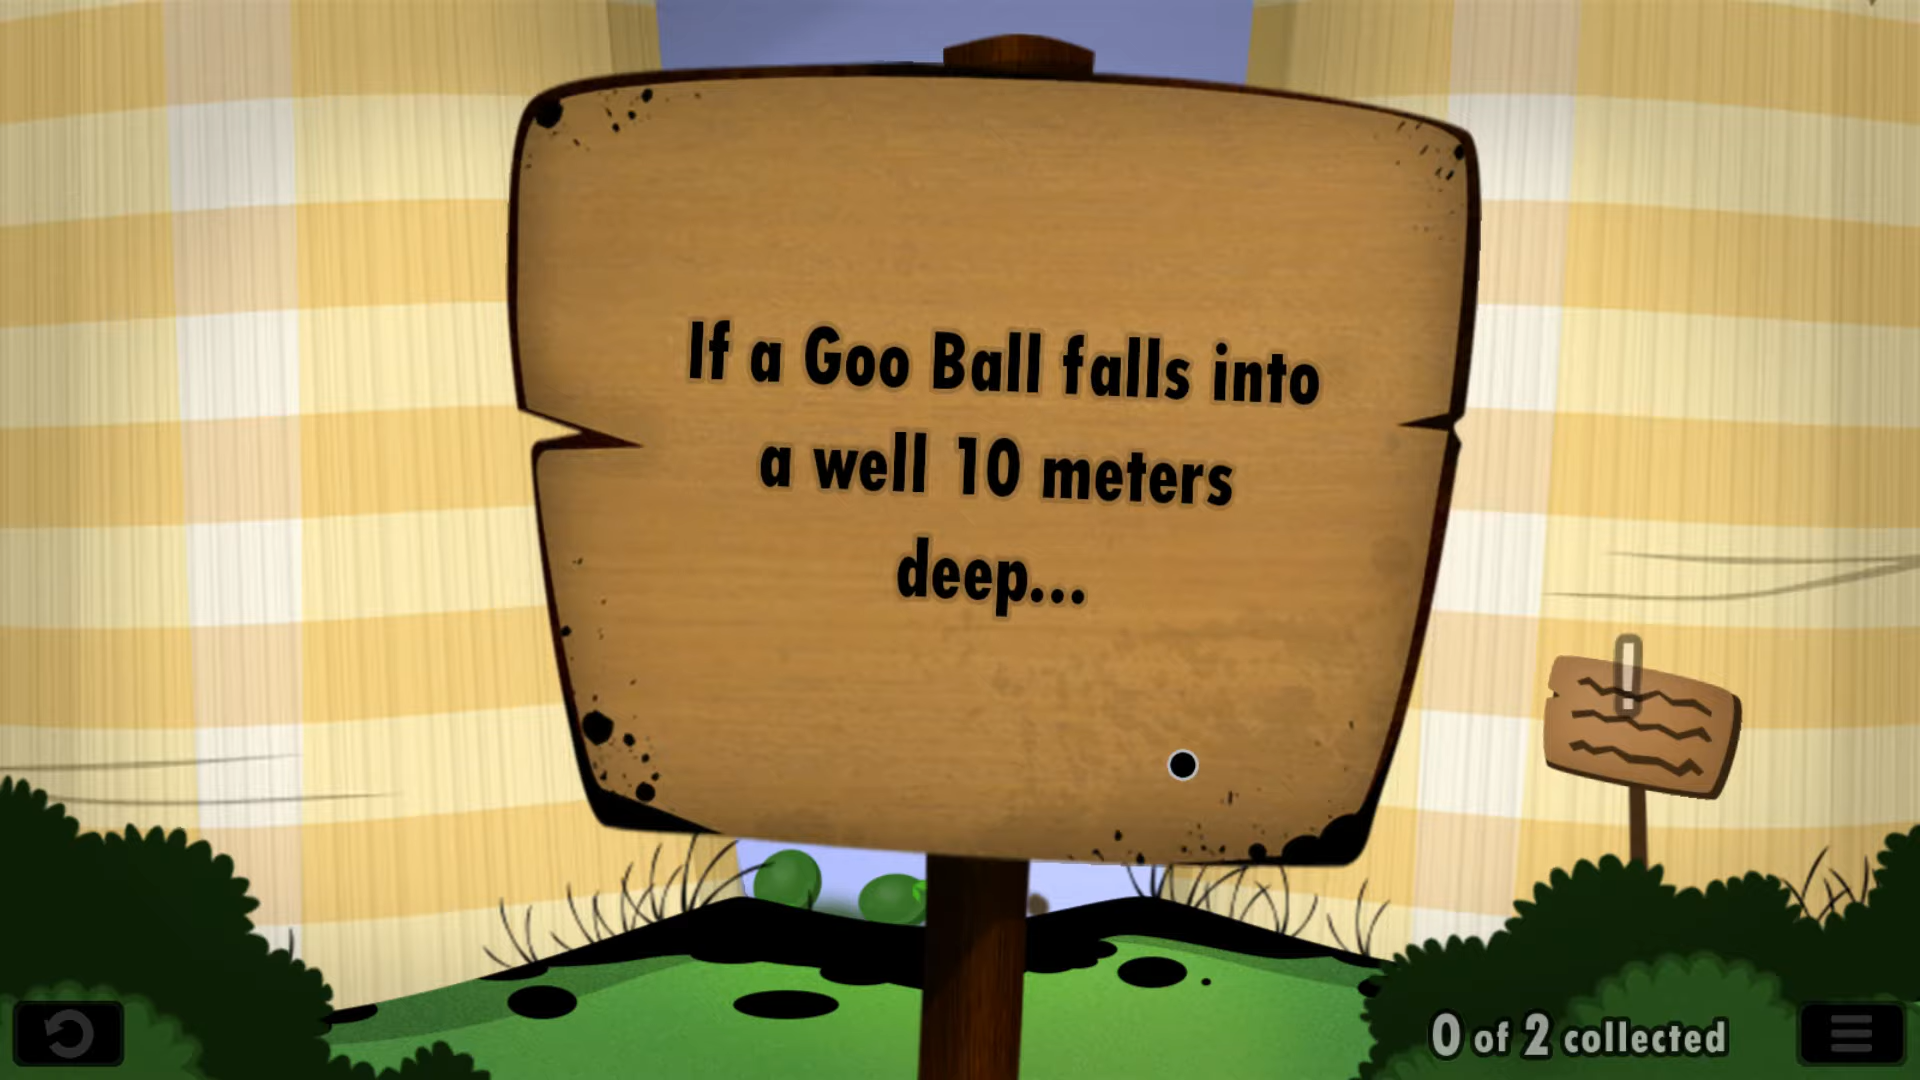 If a Goo Ball falls into
a well 10 meters
deep...
0 of 2 collected